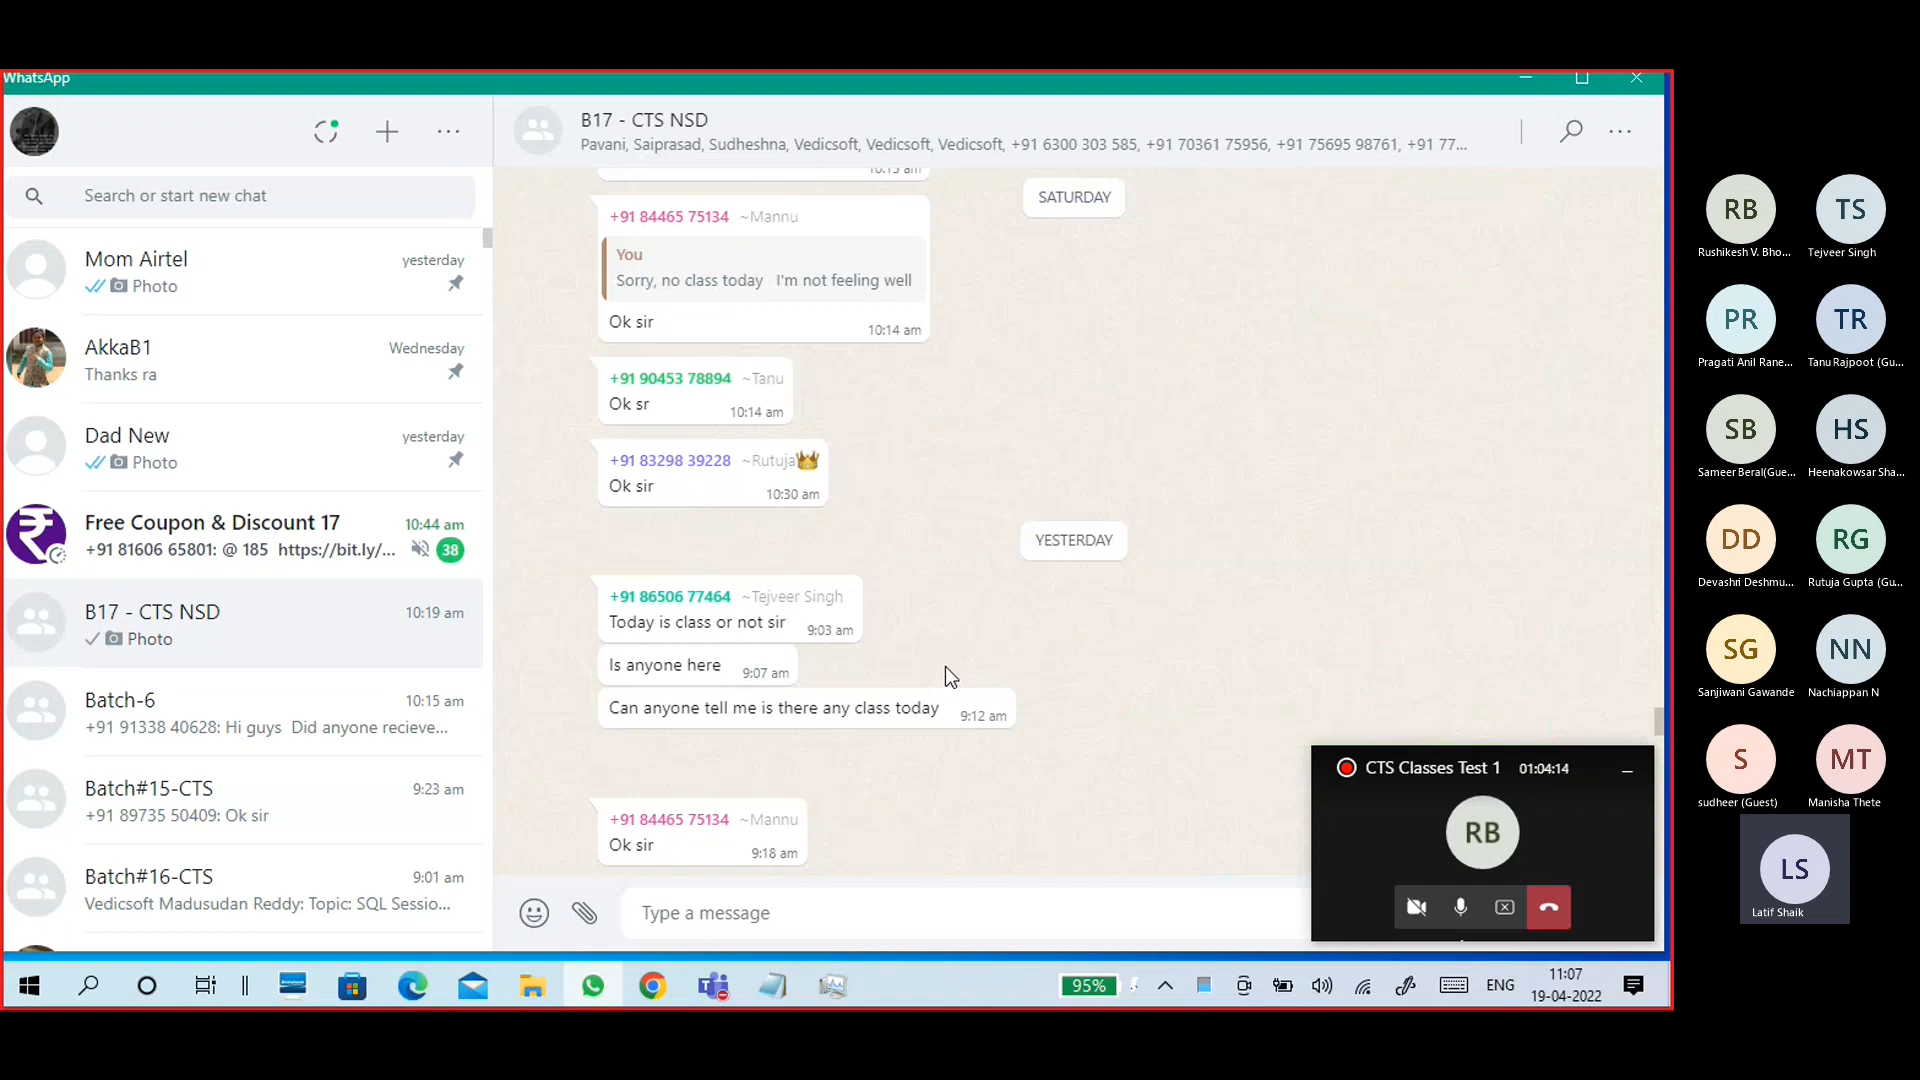 WhatsApp
Search or start new chat
Mom Airtel yesterday
Photo
AkkaB1 Wednesday
Thanks ra
Dad New yesterday
Photo
Free Coupon & Discount 17 10:44 am
+91 81606 65801: @ 185 https://bit.ly/... 38
B17 - CTS NSD 10:19 am
Photo
Batch-6 10:15 am
+91 91338 40628: Hi guys Did anyone recieve...
Batch#15-CTS 9:23 am
+91 89735 50409: Ok sir
Batch#16-CTS 9:01 am
Vedicsoft Madusudan Reddy: Topic: SQL Sessio...
B17 - CTS NSD
Pavani, Saiprasad, Sudheshna, Vedicsoft, Vedicsoft, Vedicsoft, +91 6300 303 585, +91 70361 75956, +91 75695 98761, +91 77...
10:13 am
SATURDAY
+91 84465 75134 ~Mannu
You
Sorry, no class today I'm not feeling well
Ok sir 10:14 am
+91 90453 78894 ~Tanu
Ok sr 10:14 am
+91 83298 39228 ~Rutuja👑
Ok sir 10:30 am
YESTERDAY
+91 86506 77464 ~Tejveer Singh
Today is class or not sir 9:03 am
Is anyone here 9:07 am
Can anyone tell me is there any class today 9:12 am
+91 84465 75134 ~Mannu
Ok sir 9:18 am
Type a message
CTS Classes Test 1 01:04:14
RB
95% ENG 11:07
19-04-2022
RB TS
Rushikesh V. Bho... Tejveer Singh
PR TR
Pragati Anil Rane... Tanu Rajpoot (Gu...
SB HS
Sameer Beral(Gue... Heenakowsar Sha...
DD RG
Devashri Deshmu... Rutuja Gupta (Gu...
SG NN
Sanjiwani Gawande Nachiappan N
S MT
sudheer (Guest) Manisha Thete
LS
Latif Shaik